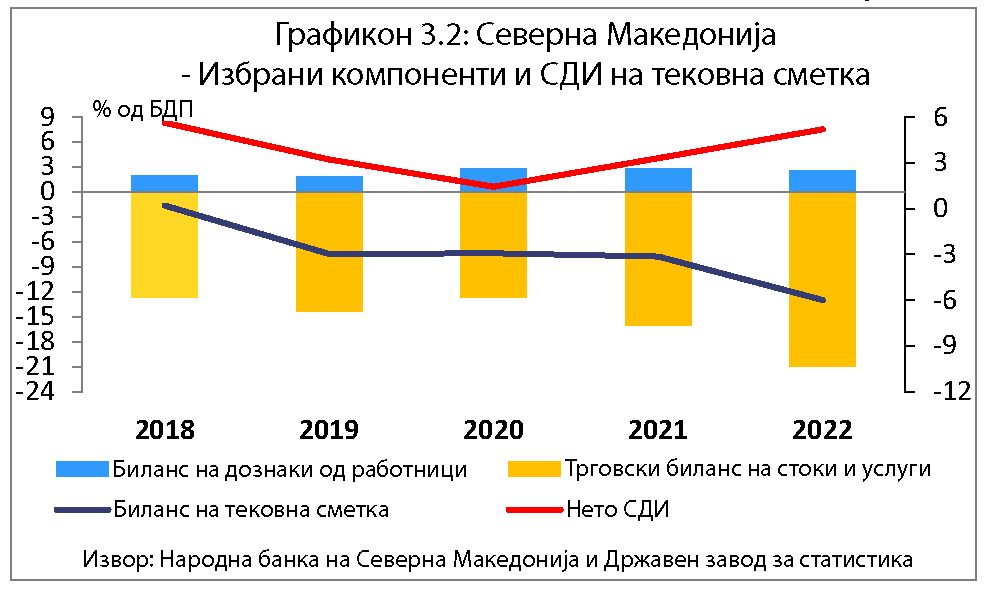 Графикон 3.2: Северна Македонија
- Избрани компоненти и СДИ на тековна сметка
% од БДП
9
6
3
0
-3
-6
-9
-12
-15
-18
-21
-24
6
3
0
-3
-6
-9
-12
2018 2019 2020 2021 2022
Биланс на дознаки од работници Трговски биланс на стоки и услуги
Биланс на тековна сметка Нето СДИ
Извор: Народна банка на Северна Македонија и Државен завод за статистика